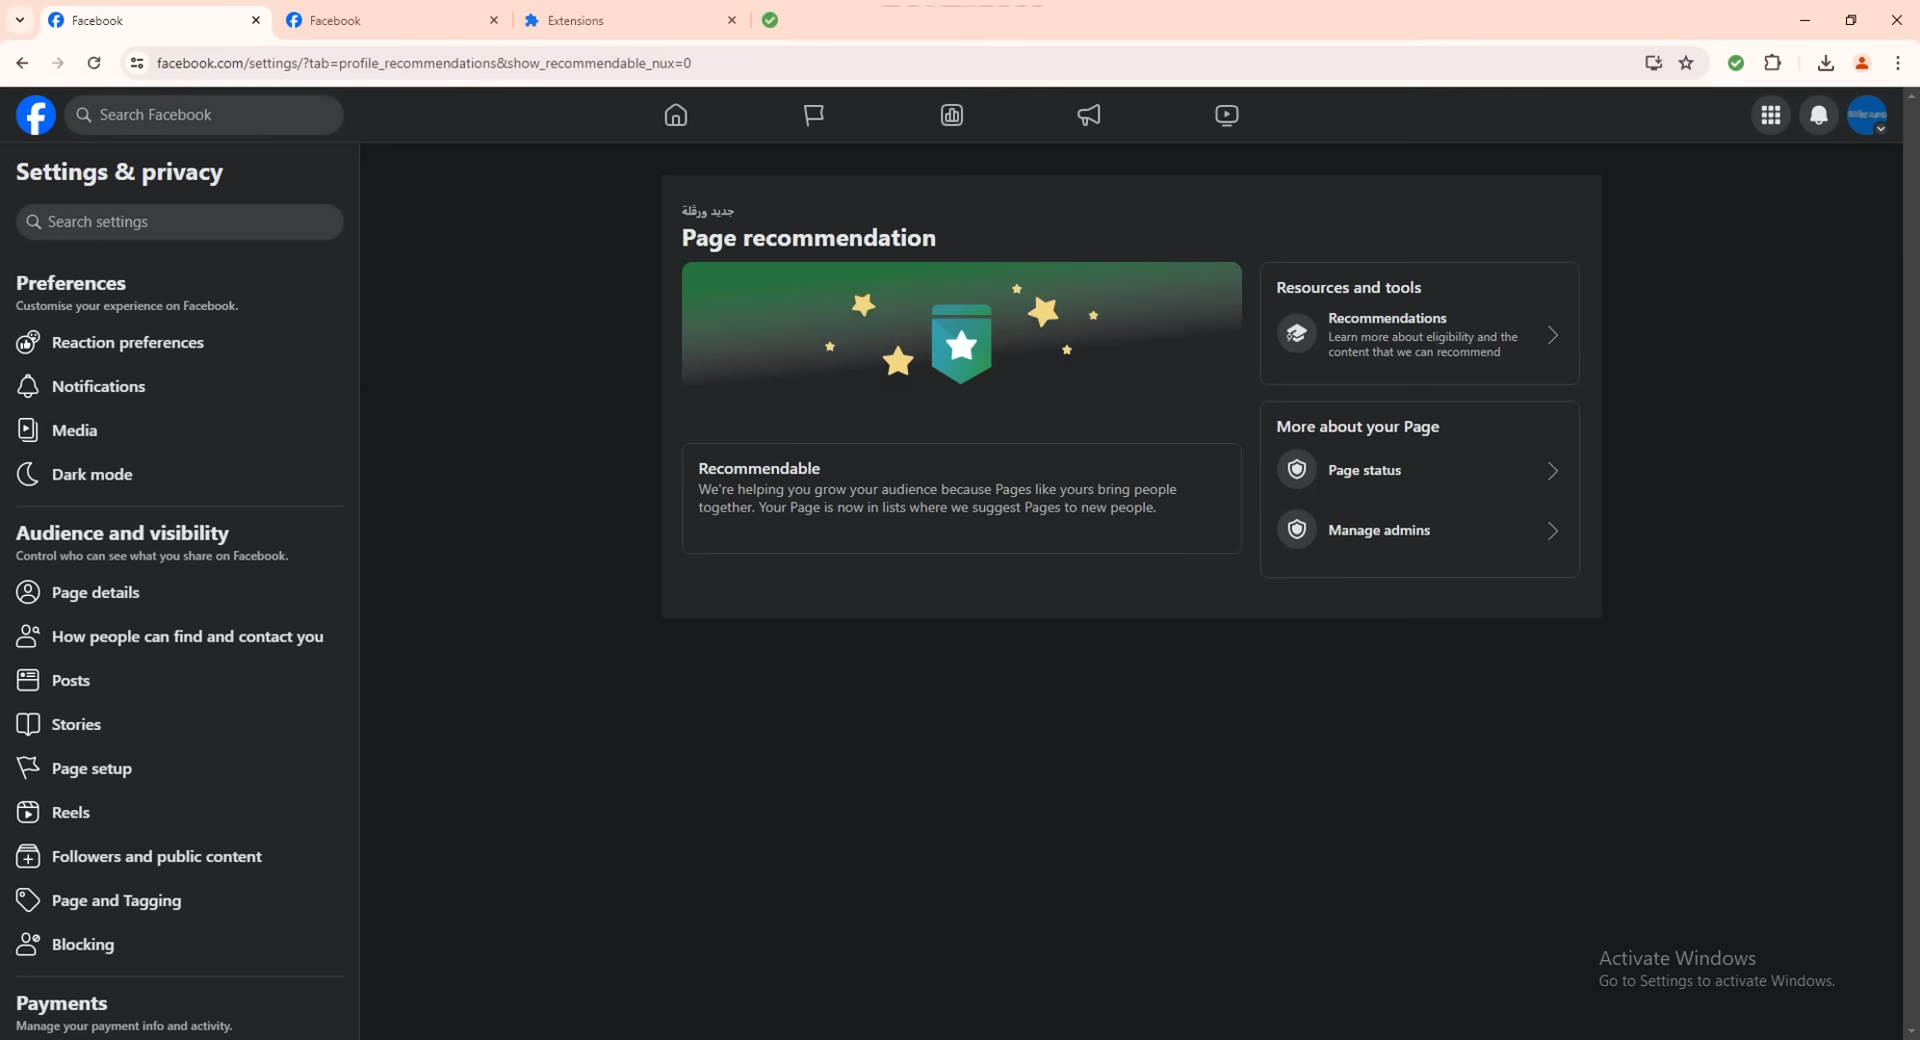 Facebook
Facebook
Extensions
facebook.com/settings/?tab=profile_recommendations&show_recommendable_nux=0
Search Facebook
Settings & privacy
Search settings
Preferences
Customise your experience on Facebook.
Reaction preferences
Notifications
Media
Dark mode
Audience and visibility
Control who can see what you share on Facebook.
Page details
How people can find and contact you
Posts
Stories
Page setup
Reels
Followers and public content
Page and Tagging
Blocking
Payments
Manage your payment info and activity.
جديد ورڨلة
Page recommendation
Recommendable
We're helping you grow your audience because Pages like yours bring people
together. Your Page is now in lists where we suggest Pages to new people.
Resources and tools
Recommendations
Learn more about eligibility and the
content that we can recommend
More about your Page
Page status
Manage admins
Activate Windows
Go to Settings to activate Windows.